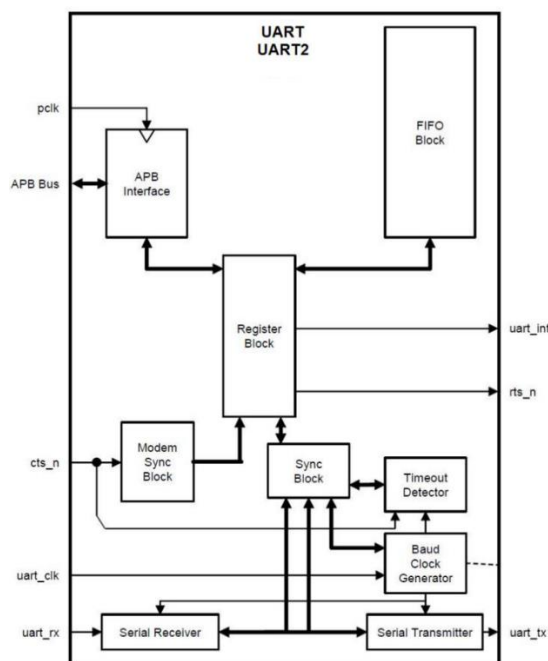 UART
UART2
pclk
FIFO
Block
APB Bus
APB
Interface
Register
Block
uart_int
rts_n
cts_n
Modem
Sync
Block
Sync
Block
Timeout
Detector
uart_clk
Baud
Clock
Generator
uart_rx
Serial Receiver
Serial Transmitter
uart_tx